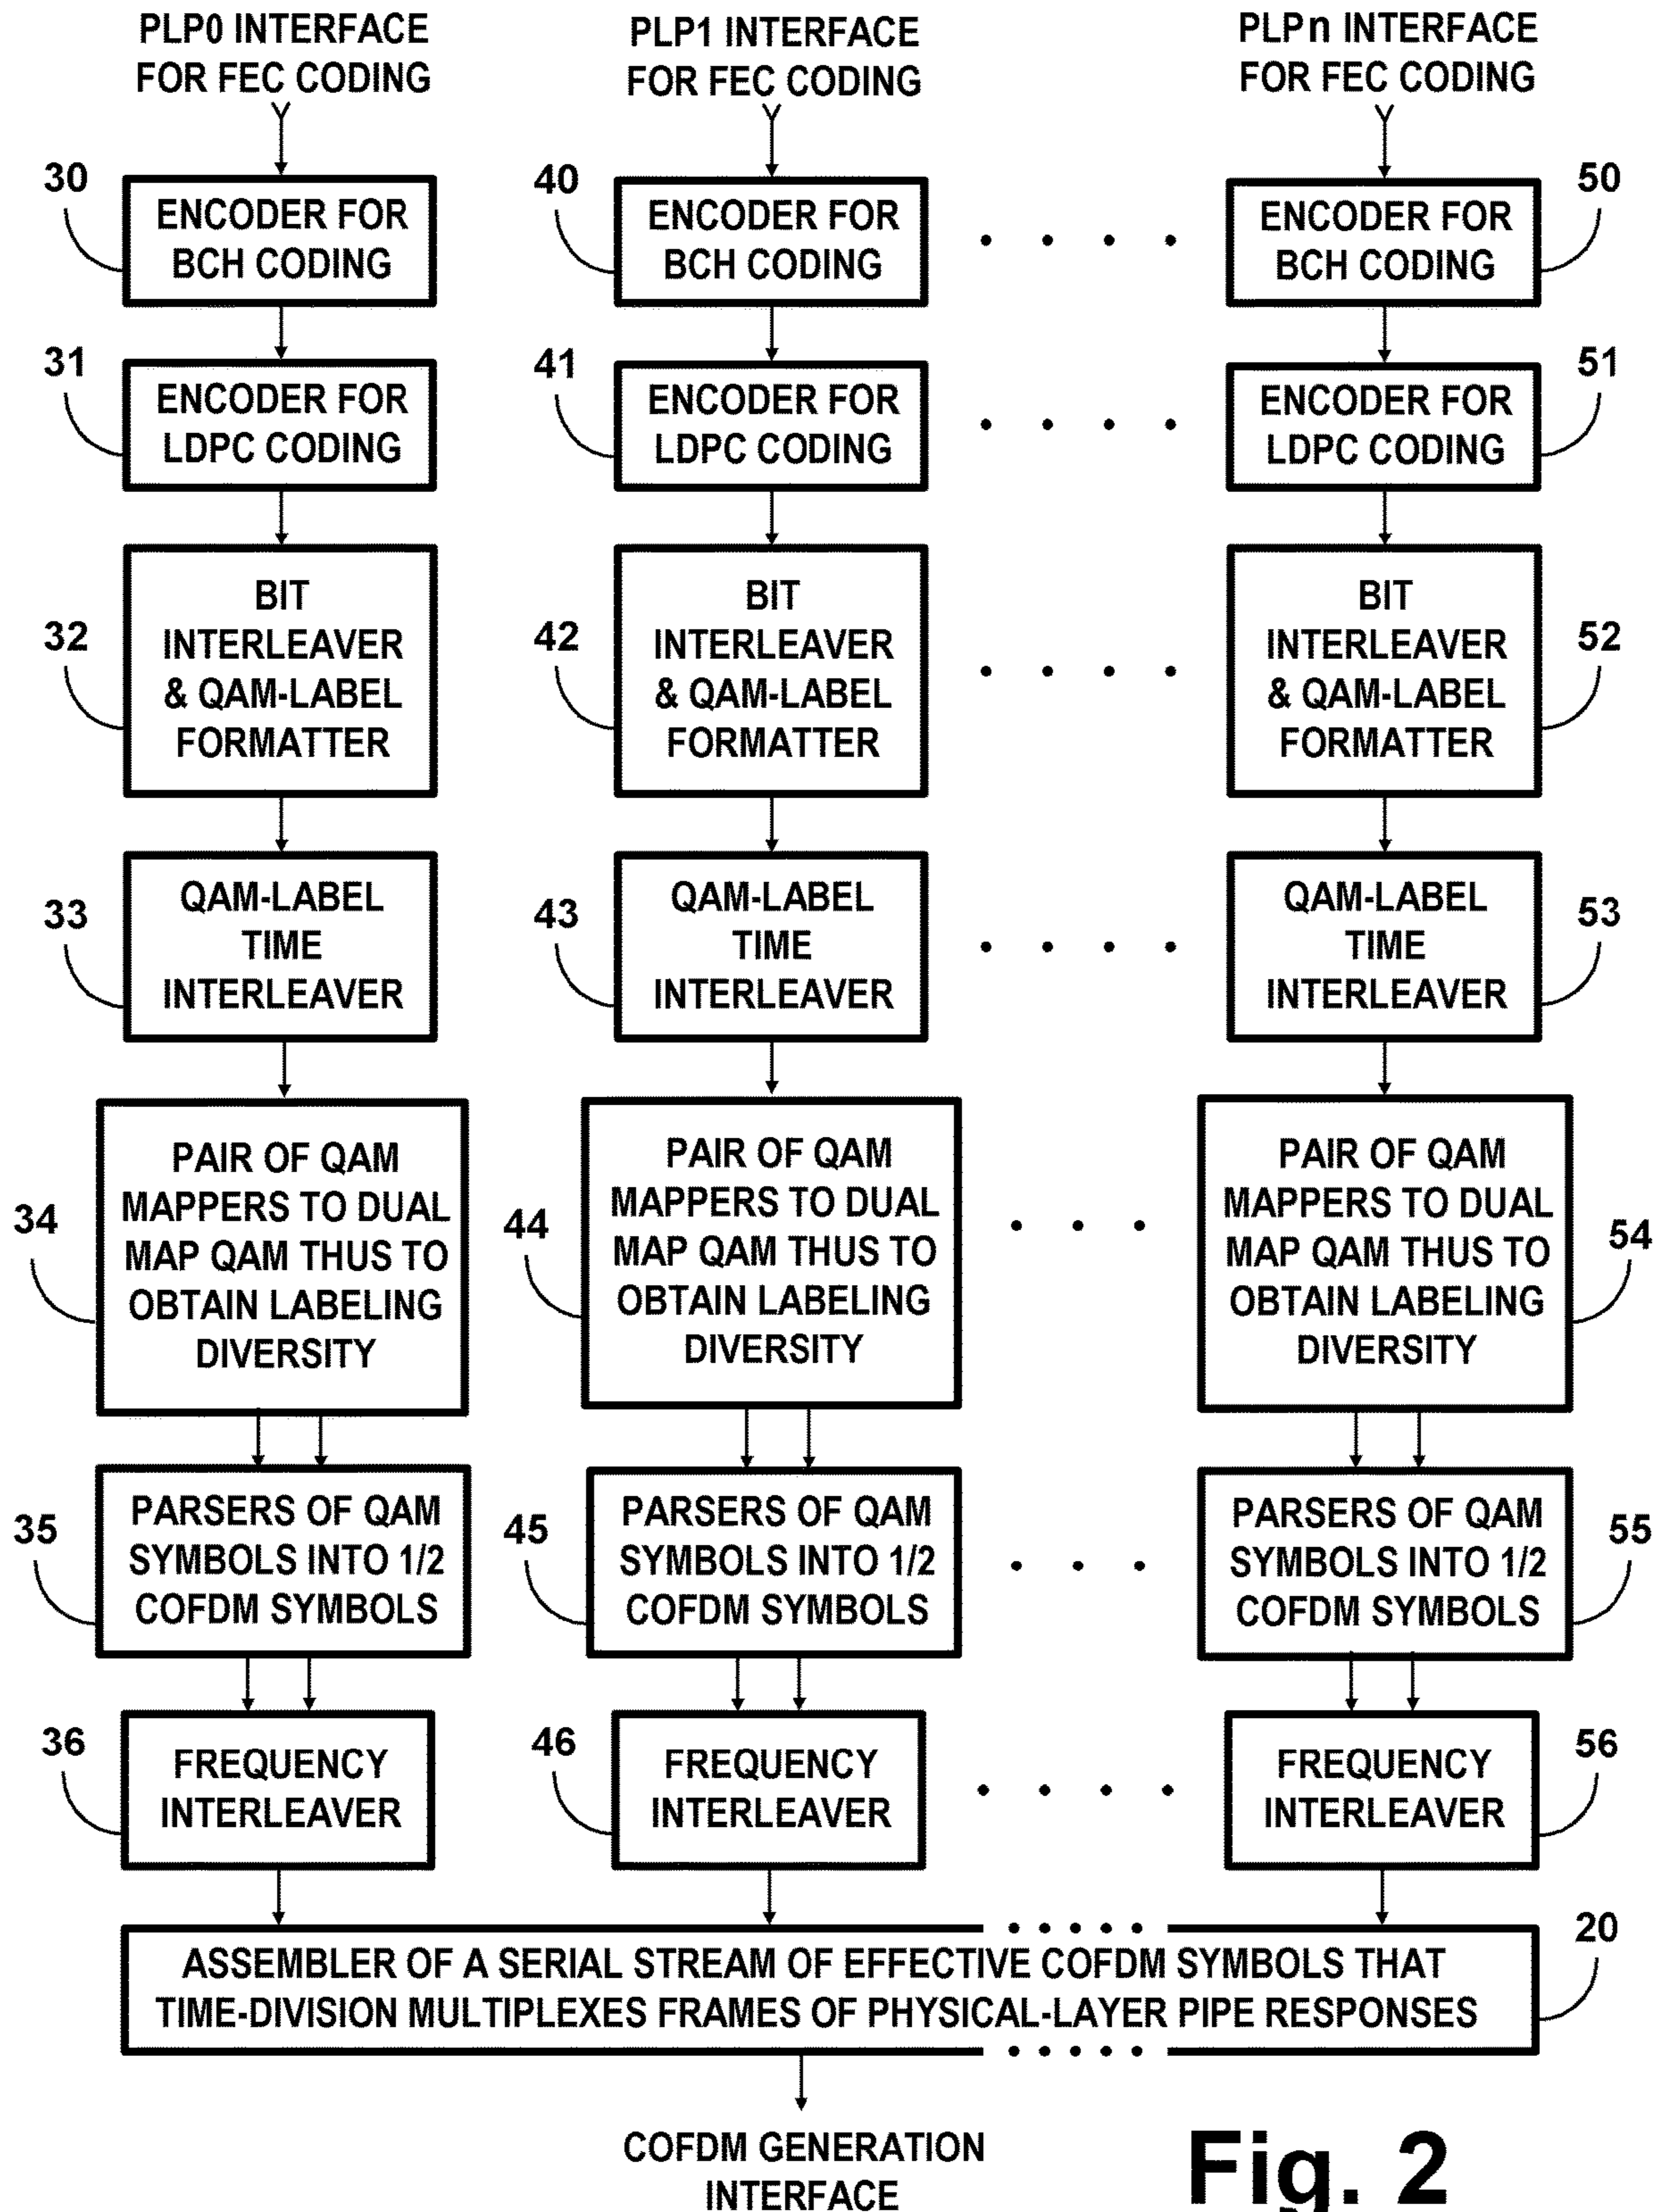 PLP0 INTERFACE
FOR FEC CODING
PLP1 INTERFACE
FOR FEC CODING
PLPn INTERFACE
FOR FEC CODING
30
ENCODER FOR
BCH CODING
40
ENCODER FOR
BCH CODING
ENCODER FOR
BCH CODING
50
31
ENCODER FOR
LDPC CODING
41
ENCODER FOR
LDPC CODING
ENCODER FOR
LDPC CODING
51
32
BIT
INTERLEAVER
& QAM-LABEL
FORMATTER
42
BIT
INTERLEAVER
& QAM-LABEL
FORMATTER
BIT
INTERLEAVER
& QAM-LABEL
FORMATTER
52
33
QAM-LABEL
TIME
INTERLEAVER
43
QAM-LABEL
TIME
INTERLEAVER
QAM-LABEL
TIME
INTERLEAVER
53
34
PAIR OF QAM
MAPPERS TO DUAL
MAP QAM THUS TO
OBTAIN LABELING
DIVERSITY
44
PAIR OF QAM
MAPPERS TO DUAL
MAP QAM THUS TO
OBTAIN LABELING
DIVERSITY
PAIR OF QAM
MAPPERS TO DUAL
MAP QAM THUS TO
OBTAIN LABELING
DIVERSITY
54
35
PARSERS OF QAM
SYMBOLS INTO 1/2
COFDM SYMBOLS
45
PARSERS OF QAM
SYMBOLS INTO 1/2
COFDM SYMBOLS
PARSERS OF QAM
SYMBOLS INTO 1/2
COFDM SYMBOLS
55
36
FREQUENCY
INTERLEAVER
46
FREQUENCY
INTERLEAVER
FREQUENCY
INTERLEAVER
56
ASSEMBLER OF A SERIAL STREAM OF EFFECTIVE COFDM SYMBOLS THAT
TIME-DIVISION MULTIPLEXES FRAMES OF PHYSICAL-LAYER PIPE RESPONSES
20
COFDM GENERATION
INTERFACE
Fig. 2